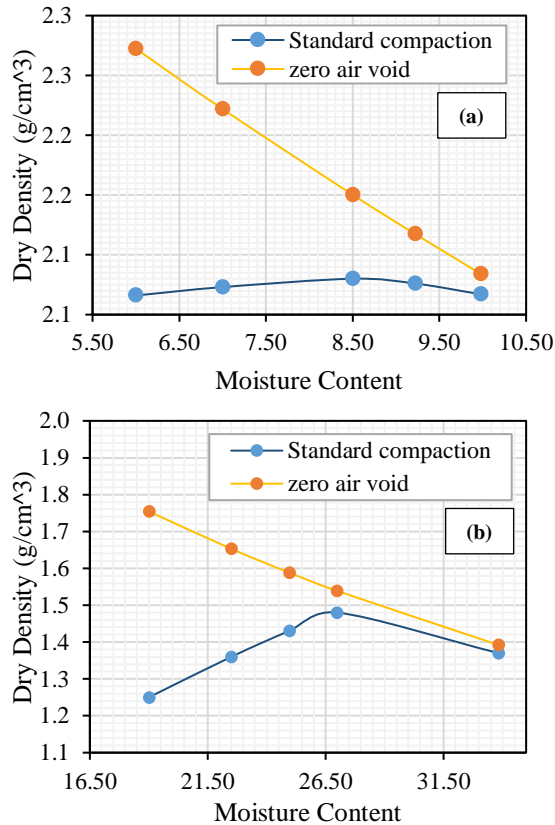 2.3
Standard compaction
zero air void
2.3
(a)
2.2
2.2
2.1
2.1
Dry Density (g/cm^3)
5.50 6.50 7.50 8.50 9.50 10.50
Moisture Content
2.0
Standard compaction
1.9
zero air void
1.8
1.7
(b)
1.6
1.5
1.4
1.3
1.2
1.1
Dry Density (g/cm^3)
16.50 21.50 26.50 31.50
Moisture Content